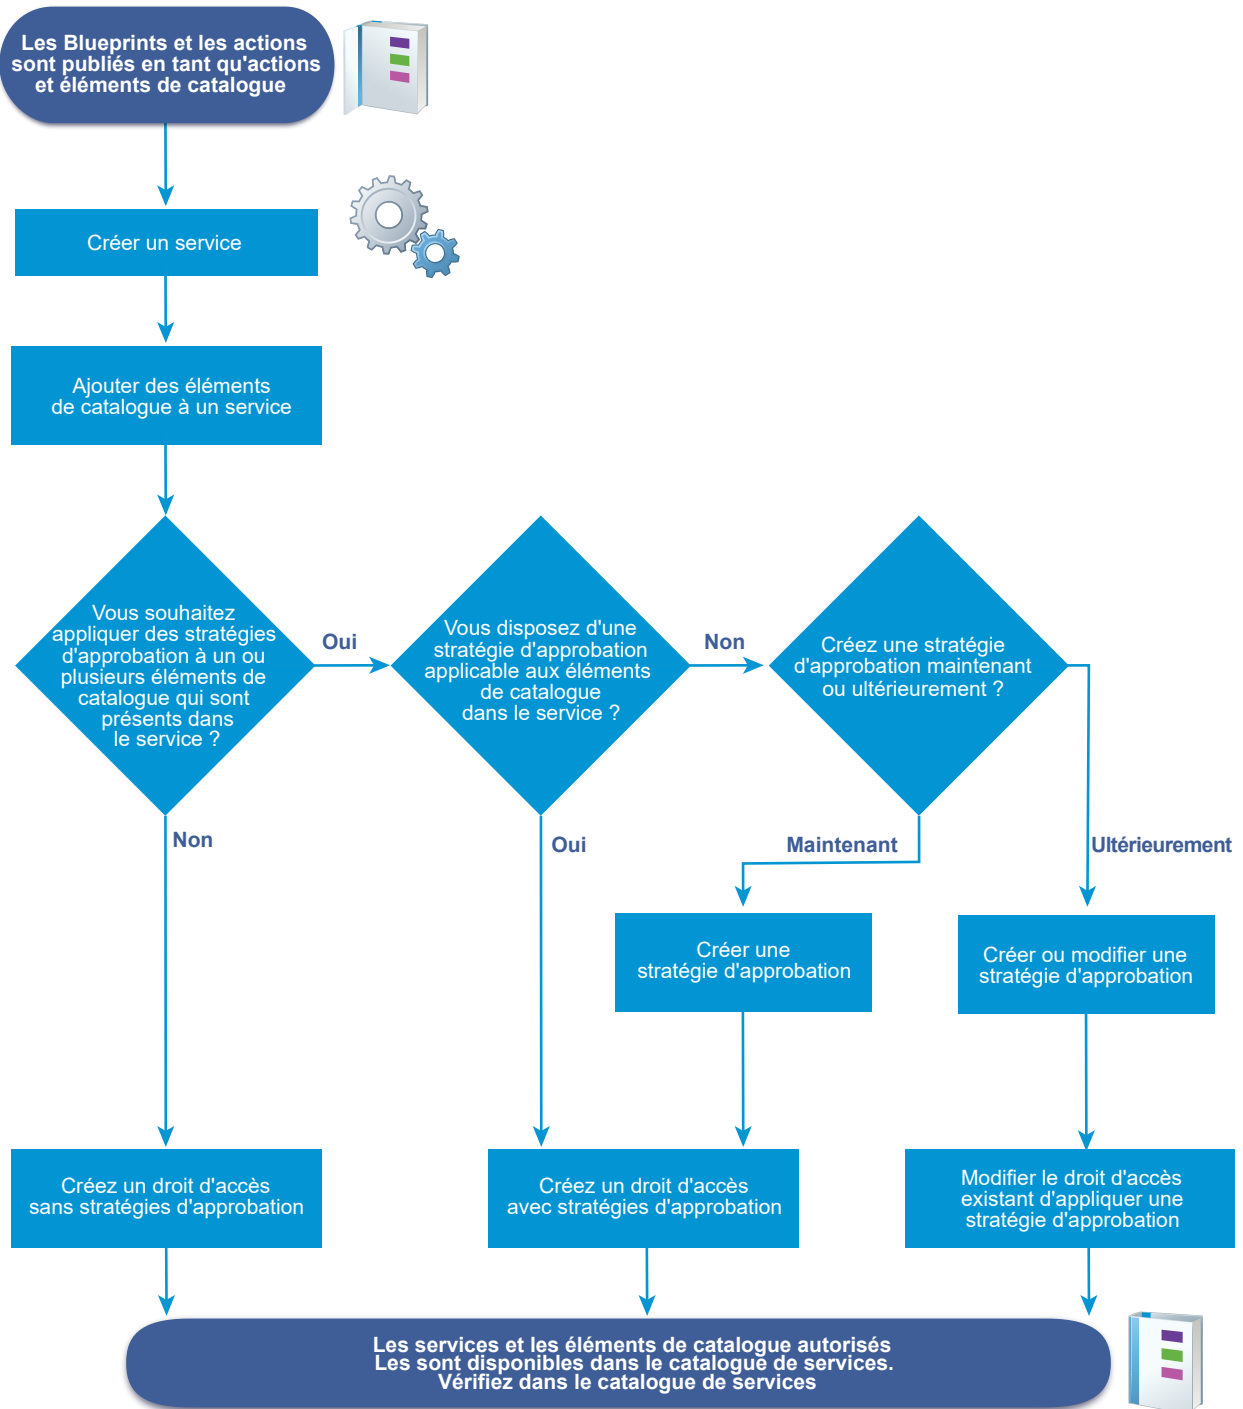 Les Blueprints et les actions
sont publiés en tant qu'actions
et éléments de catalogue
Créer un service
Ajouter des éléments
de catalogue à un service
Vous souhaitez
appliquer des stratégies
d'approbation à un ou
plusieurs éléments de
catalogue qui sont
présents dans
le service ?
Oui
Vous disposez d'une
stratégie d'approbation
applicable aux éléments
de catalogue
dans le service ?
Non
Créez une stratégie
d'approbation maintenant
ou ultérieurement ?
Non
Oui
Maintenant
Ultérieurement
Créer une
stratégie d'approbation
Créer ou modifier une
stratégie d'approbation
Créez un droit d'accès
sans stratégies d'approbation
Créez un droit d'accès
avec stratégies d'approbation
Modifier le droit d'accès
existant d'appliquer une
stratégie d'approbation
Les services et les éléments de catalogue autorisés
Les sont disponibles dans le catalogue de services.
Vérifiez dans le catalogue de services